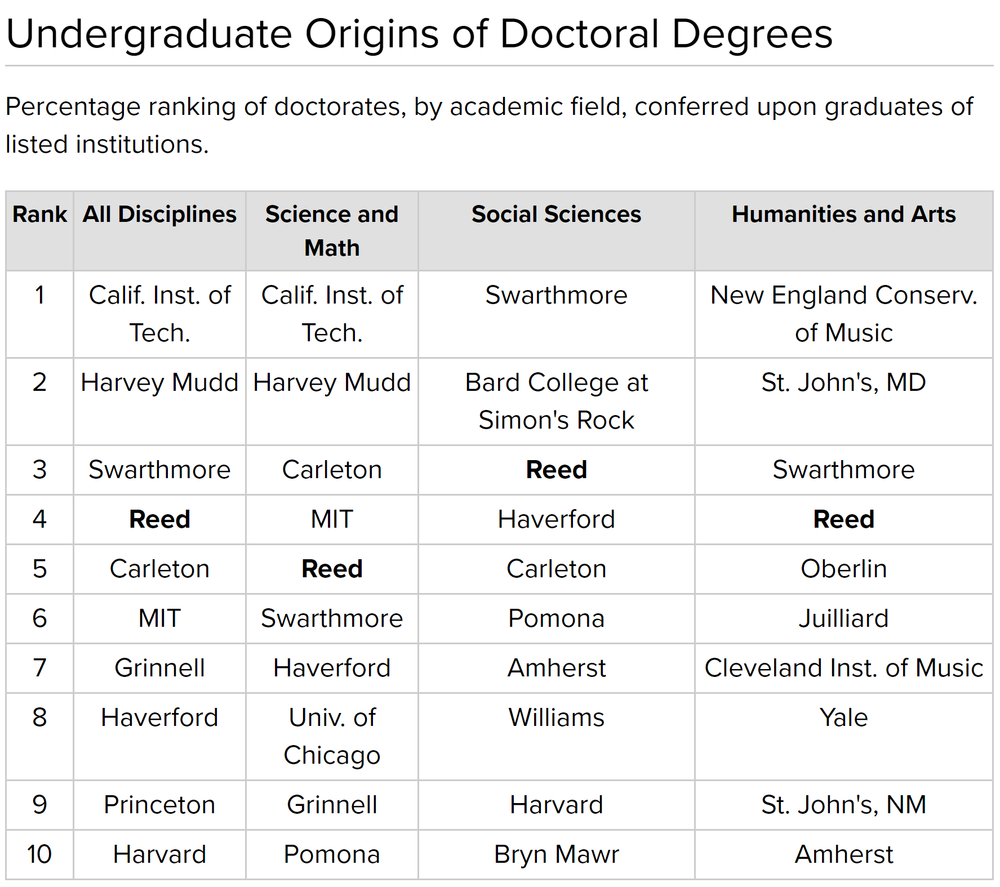 Undergraduate Origins of Doctoral Degrees
Percentage ranking of doctorates, by academic field, conferred upon graduates of
listed institutions.
Rank All Disciplines Science and Social Sciences Humanities and Arts
Math
1 Calif. Inst. of Calif. Inst. of Swarthmore New England Conserv.
Tech. Tech. of Music
2 Harvey Mudd Harvey Mudd Bard College at St. John's, MD
Simon's Rock
3 Swarthmore Carleton Reed Swarthmore
4 Reed MIT Haverford Reed
5 Carleton Reed Carleton Oberlin
6 MIT Swarthmore Pomona Juilliard
7 Grinnell Haverford Amherst Cleveland Inst. of Music
8 Haverford Univ. of Williams Yale
Chicago
9 Princeton Grinnell Harvard St. John's, NM
10 Harvard Pomona Bryn Mawr Amherst